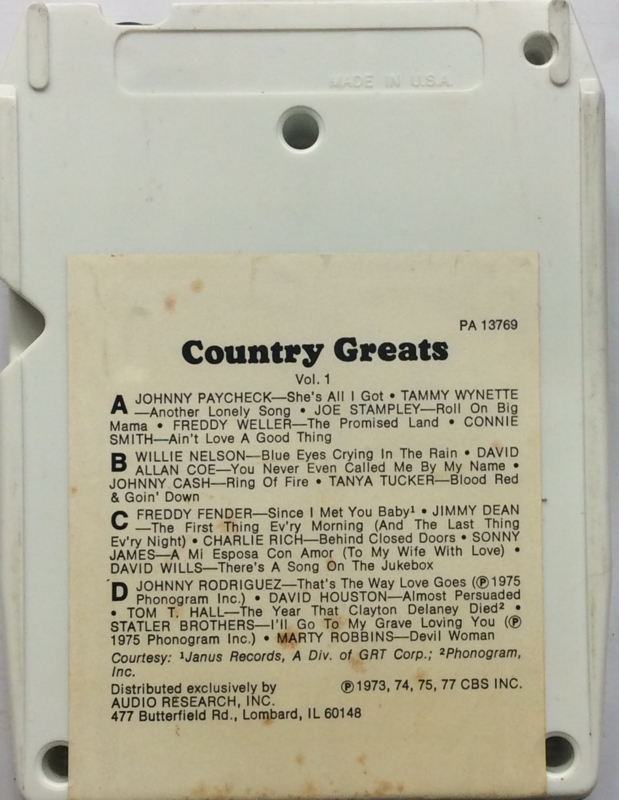 MADE IN U.S.A.
PA 13769
Country Greats
Vol. 1
A JOHNNY PAYCHECK—She's All I Got • TAMMY WYNETTE
—Another Lonely Song • JOE STAMPLEY—Roll On Big
Mama • FREDDY WELLER—The Promised Land • CONNIE
SMITH—Ain't Love A Good Thing
B WILLIE NELSON—Blue Eyes Crying In The Rain • DAVID
ALLAN COE—You Never Even Called Me By My Name •
JOHNNY CASH—Ring Of Fire • TANYA TUCKER—Blood Red
& Goin' Down
C FREDDY FENDER—Since I Met You Baby¹ • JIMMY DEAN
—The First Thing Ev'ry Morning (And The Last Thing
Ev'ry Night) • CHARLIE RICH—Behind Closed Doors • SONNY
JAMES—A Mi Esposa Con Amor (To My Wife With Love) •
DAVID WILLS—There's A Song On The Jukebox
D JOHNNY RODRIGUEZ—That's The Way Love Goes (℗ 1975
Phonogram Inc.) • DAVID HOUSTON—Almost Persuaded
• TOM T. HALL—The Year That Clayton Delaney Died² •
STATLER BROTHERS—I'll Go To My Grave Loving You (℗
1975 Phonogram Inc.) • MARTY ROBBINS—Devil Woman
Courtesy: ¹Janus Records, A Div. of GRT Corp.; ²Phonogram,
Inc.
Distributed exclusively by ℗ 1973, 74, 75, 77 CBS INC.
AUDIO RESEARCH, INC.
477 Butterfield Rd., Lombard, IL 60148